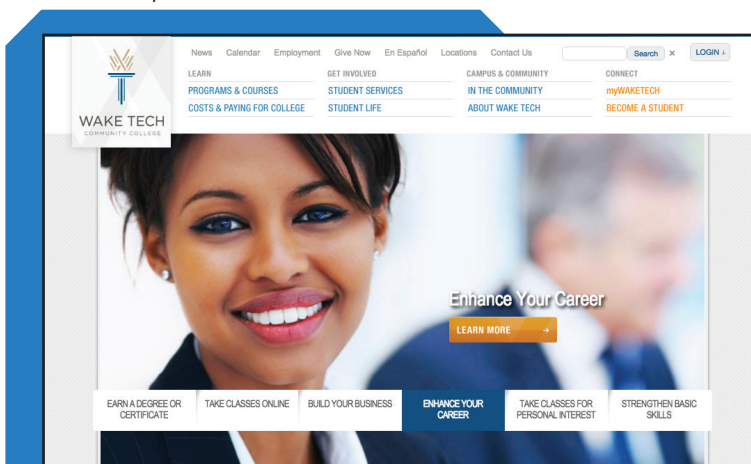 News Calendar Employment Give Now En Español Locations Contact Us Search × LOGIN ↓
LEARN GET INVOLVED CAMPUS & COMMUNITY CONNECT
PROGRAMS & COURSES STUDENT SERVICES IN THE COMMUNITY myWAKETECH
COSTS & PAYING FOR COLLEGE STUDENT LIFE ABOUT WAKE TECH BECOME A STUDENT
WAKE TECH
COMMUNITY COLLEGE
Enhance Your Career
LEARN MORE →
EARN A DEGREE OR
CERTIFICATE
TAKE CLASSES ONLINE
BUILD YOUR BUSINESS
ENHANCE YOUR
CAREER
TAKE CLASSES FOR
PERSONAL INTEREST
STRENGTHEN BASIC
SKILLS